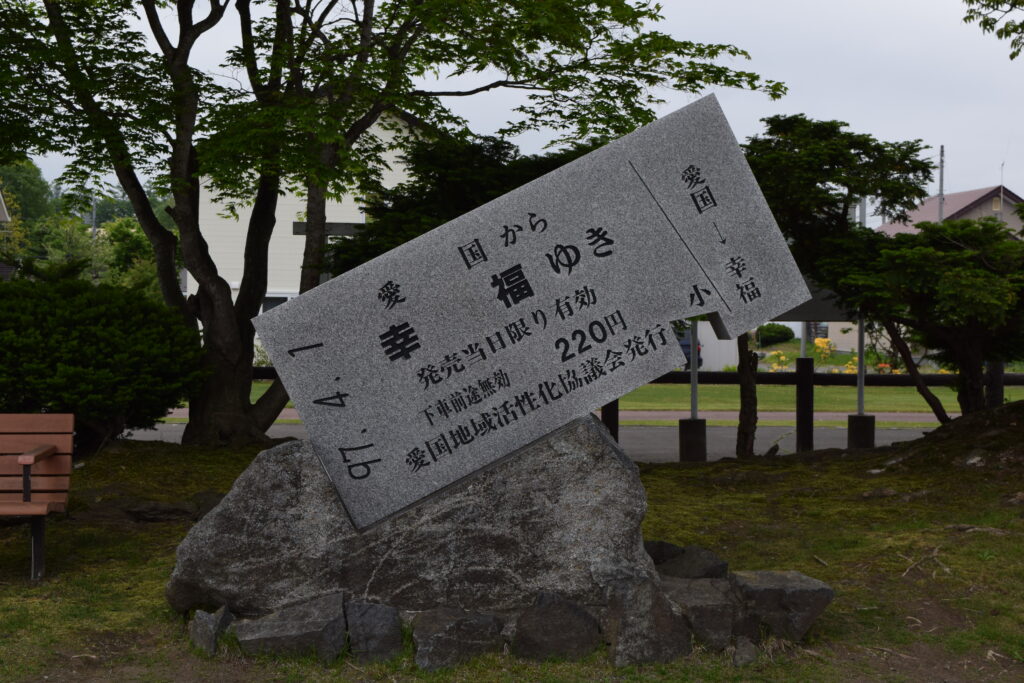 愛国から
幸福ゆき
発売当日限り有効
下車前途無効 220円
愛国地域活性化協議会発行
97.4.1
愛国→幸福
小